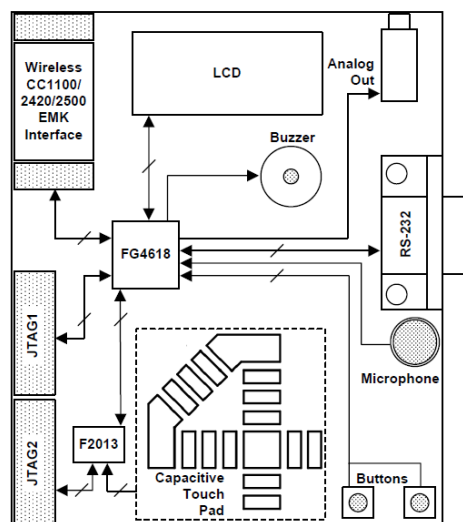 Wireless
CC1100/
2420/2500
EMK
Interface
LCD
Analog
Out
Buzzer
FG4618
RS-232
JTAG1
Microphone
JTAG2
F2013
Capacitive
Touch
Pad
Buttons